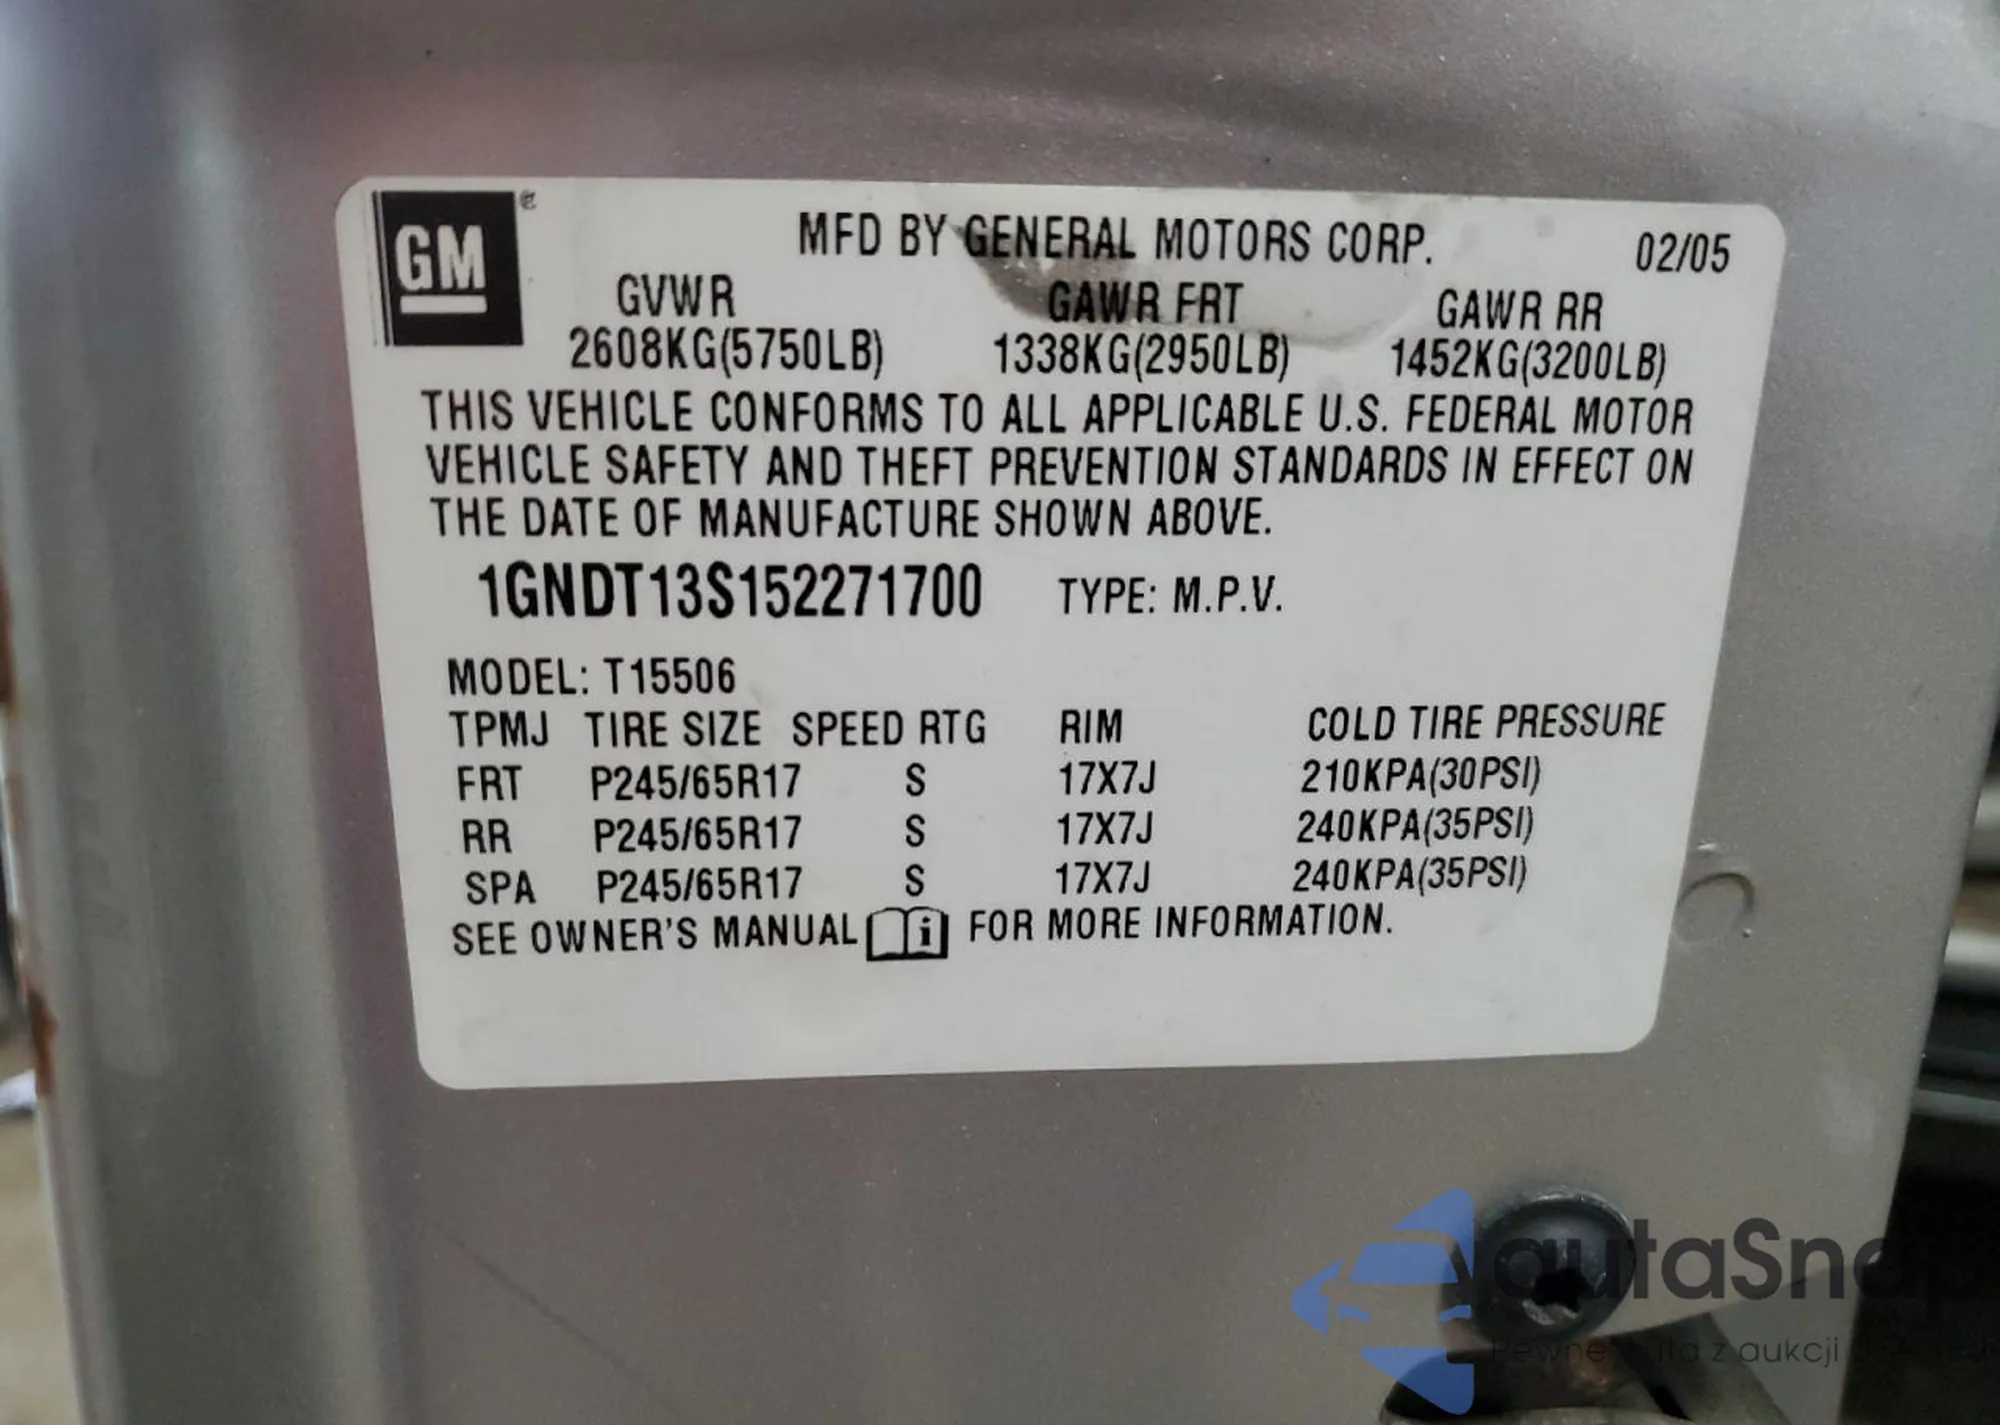 GM
MFD BY GENERAL MOTORS CORP. 02/05
GVWR GAWR FRT GAWR RR
2608KG(5750LB) 1338KG(2950LB) 1452KG(3200LB)
THIS VEHICLE CONFORMS TO ALL APPLICABLE U.S. FEDERAL MOTOR
VEHICLE SAFETY AND THEFT PREVENTION STANDARDS IN EFFECT ON
THE DATE OF MANUFACTURE SHOWN ABOVE.
1GNDT13S152271700 TYPE: M.P.V.
MODEL: T15506
TPMJ TIRE SIZE SPEED RTG RIM COLD TIRE PRESSURE
FRT P245/65R17 S 17X7J 210KPA(30PSI)
RR P245/65R17 S 17X7J 240KPA(35PSI)
SPA P245/65R17 S 17X7J 240KPA(35PSI)
SEE OWNER'S MANUAL i FOR MORE INFORMATION.
autaSnap
Pewne auta z aukcji